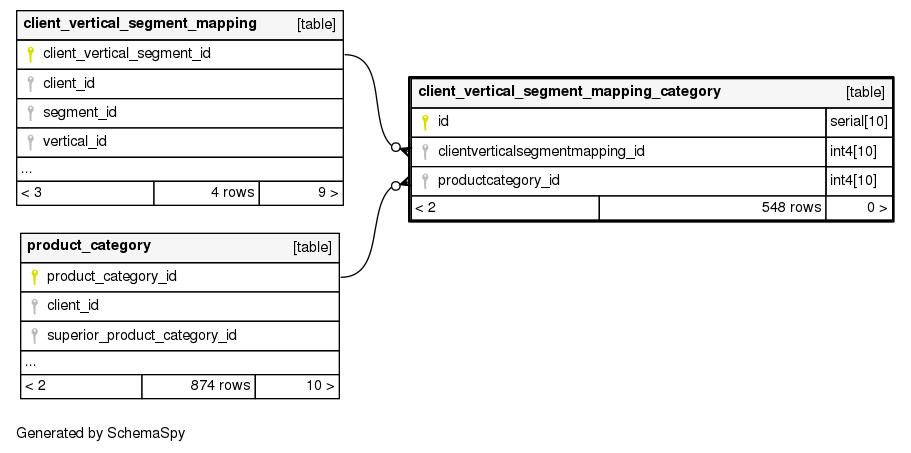 client_vertical_segment_mapping [table]
client_vertical_segment_id
client_id
segment_id
vertical_id
...
< 3 4 rows 9 >
client_vertical_segment_mapping_category [table]
id serial[10]
clientverticalsegmentmapping_id int4[10]
productcategory_id int4[10]
< 2 548 rows 0 >
product_category [table]
product_category_id
client_id
superior_product_category_id
...
< 2 874 rows 10 >
Generated by SchemaSpy